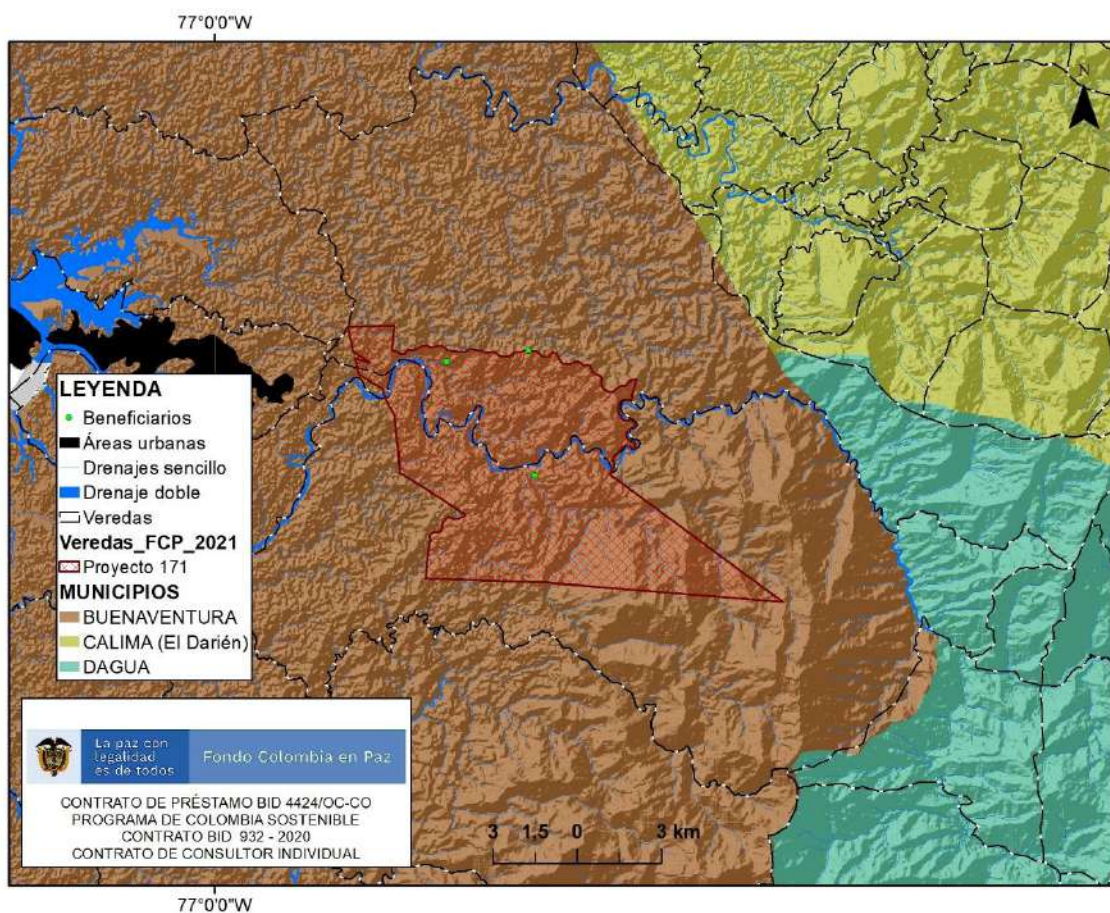 77°0'0"W
N
LEYENDA
Beneficiarios
Áreas urbanas
Drenajes sencillo
Drenaje doble
Veredas
Veredas_FCP_2021
Proyecto 171
MUNICIPIOS
BUENAVENTURA
CALIMA (El Darién)
DAGUA
La paz con
legalidad
es de todos
Fondo Colombia en Paz
CONTRATO DE PRÉSTAMO BID 4424/OC-CO
PROGRAMA DE COLOMBIA SOSTENIBLE
CONTRATO BID 932 - 2020
CONTRATO DE CONSULTOR INDIVIDUAL
3 1,5 0 3 km
77°0'0"W